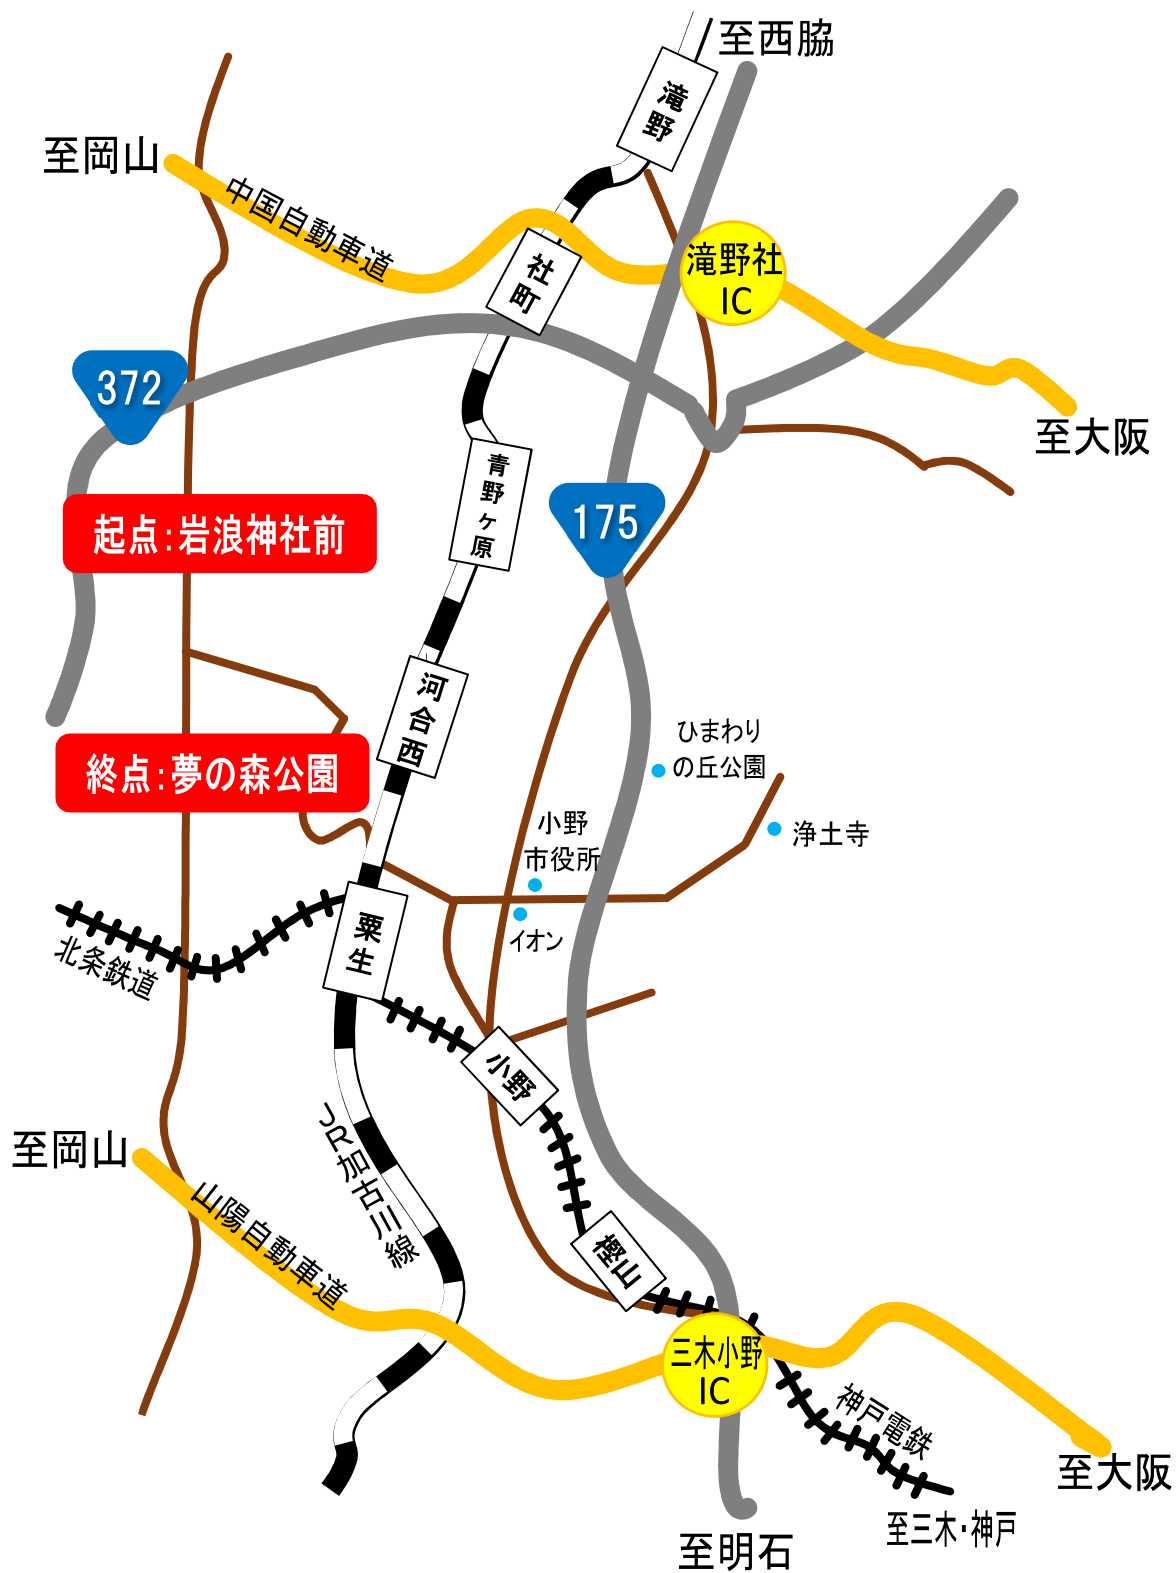 至西脇
滝野
至岡山
中国自動車道
滝野社
IC
社町
372
至大阪
青野ヶ原
175
起点:岩浪神社前
河合西
ひまわり
の丘公園
終点:夢の森公園
小野
市役所
浄土寺
イオン
粟生
北条鉄道
小野
JR加古川線
至岡山
山陽自動車道
樫山
三木小野
IC
神戸電鉄
至大阪
至三木・神戸
至明石